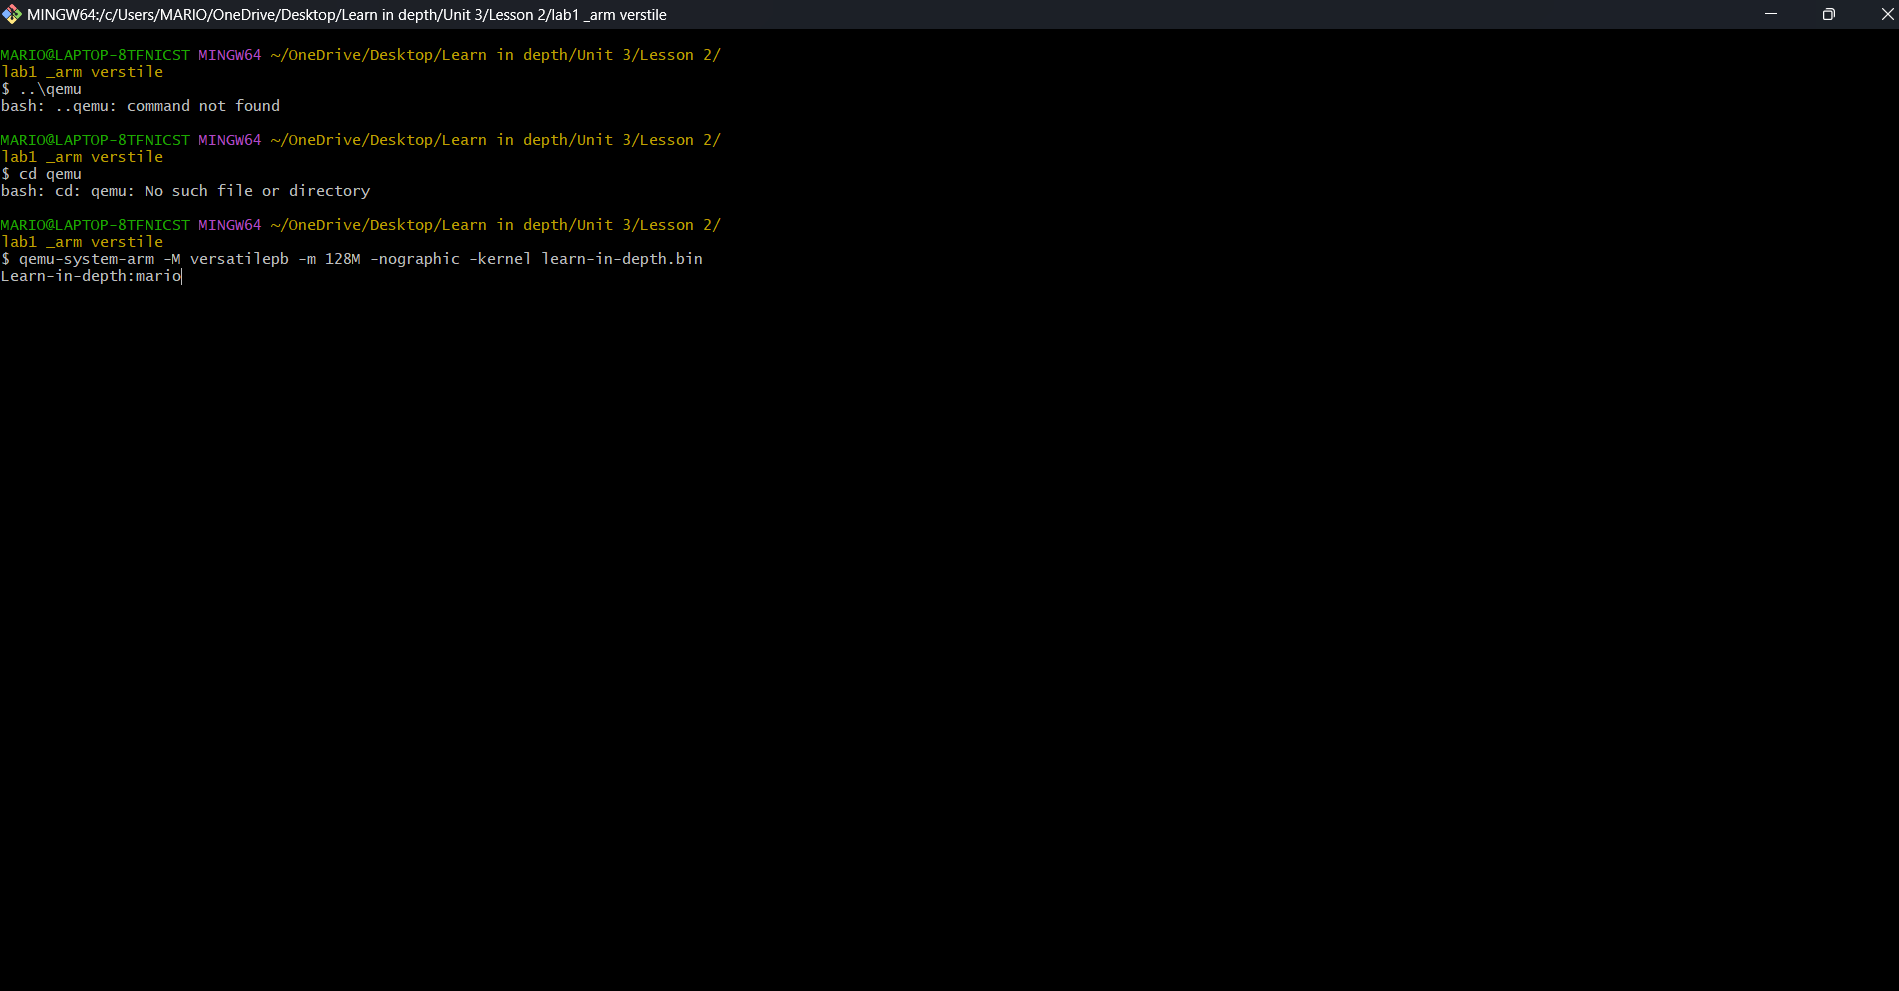 MINGW64:/c/Users/MARIO/OneDrive/Desktop/Learn in depth/Unit 3/Lesson 2/lab1 _arm verstile
MARIO@LAPTOP-8TFNICST MINGW64 ~/OneDrive/Desktop/Learn in depth/Unit 3/Lesson 2/
lab1 _arm verstile
$ ..\qemu
bash: ..qemu: command not found
MARIO@LAPTOP-8TFNICST MINGW64 ~/OneDrive/Desktop/Learn in depth/Unit 3/Lesson 2/
lab1 _arm verstile
$ cd qemu
bash: cd: qemu: No such file or directory
MARIO@LAPTOP-8TFNICST MINGW64 ~/OneDrive/Desktop/Learn in depth/Unit 3/Lesson 2/
lab1 _arm verstile
$ qemu-system-arm -M versatilepb -m 128M -nographic -kernel learn-in-depth.bin
Learn-in-depth:mario